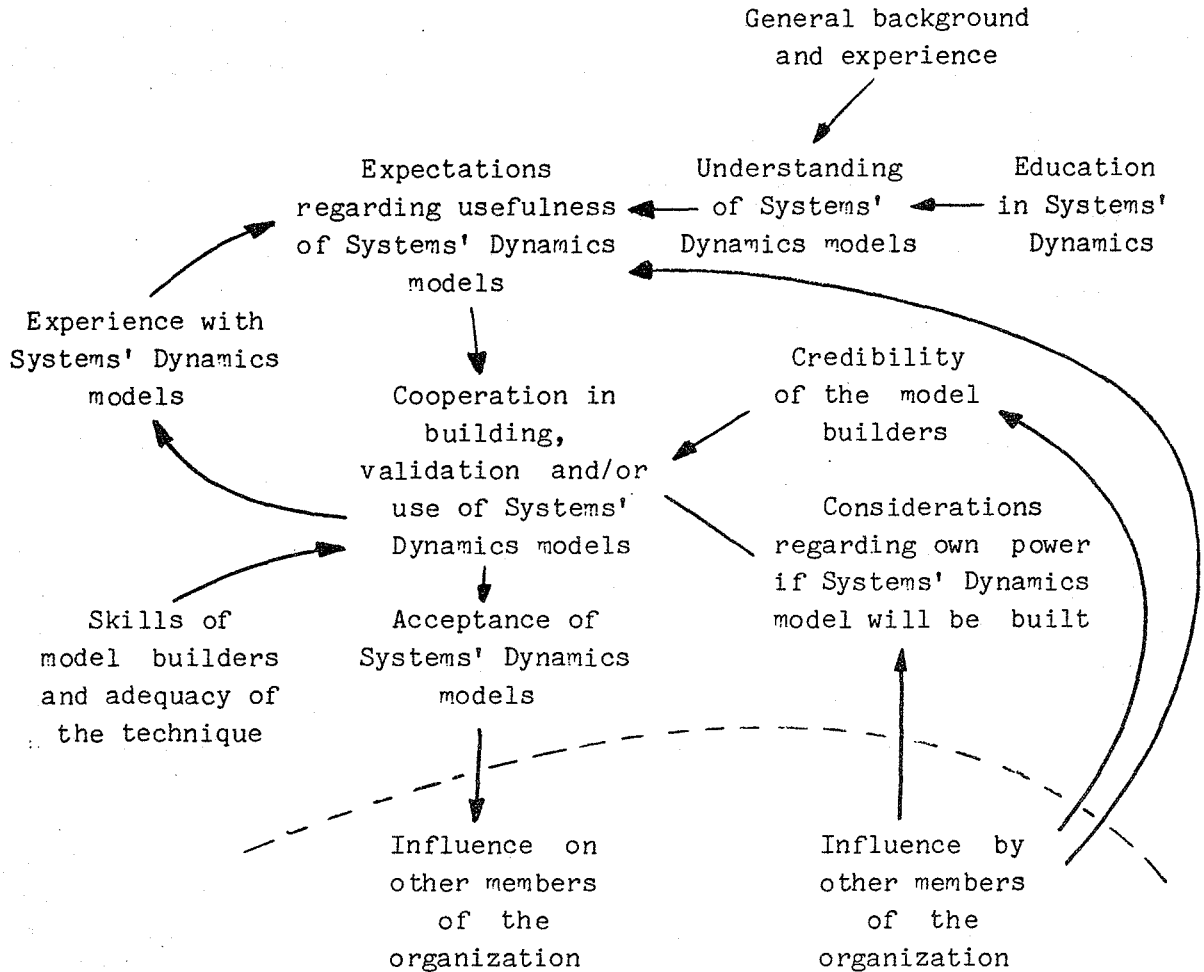 General background
and experience
Expectations
regarding usefulness
of Systems' Dynamics
models
Understanding
of Systems'
Dynamics models
Education
in Systems'
Dynamics
Experience with
Systems' Dynamics
models
Cooperation in
building,
validation and/or
use of Systems'
Dynamics models
Credibility
of the model
builders
Considerations
regarding own power
if Systems' Dynamics
model will be built
Skills of
model builders
and adequacy of
the technique
Acceptance of
Systems' Dynamics
models
Influence on
other members
of the
organization
Influence by
other members
of the
organization